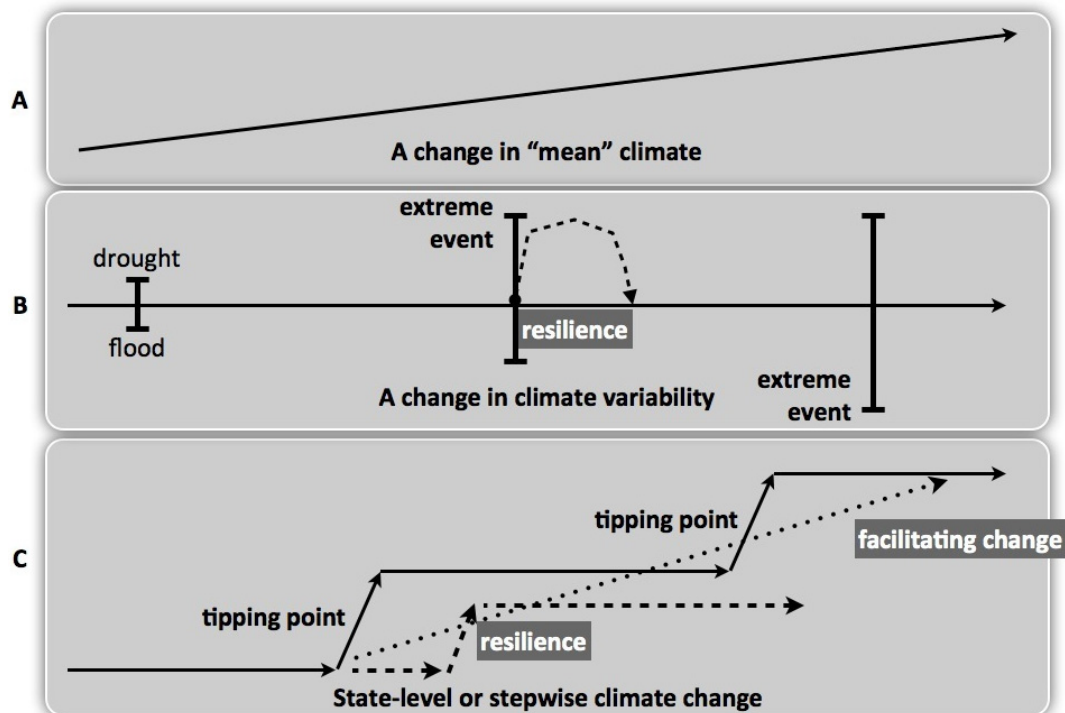 A
A change in “mean” climate
B
drought
flood
extreme
event
resilience
A change in climate variability
extreme
event
C
tipping point
facilitating change
tipping point
resilience
State-level or stepwise climate change